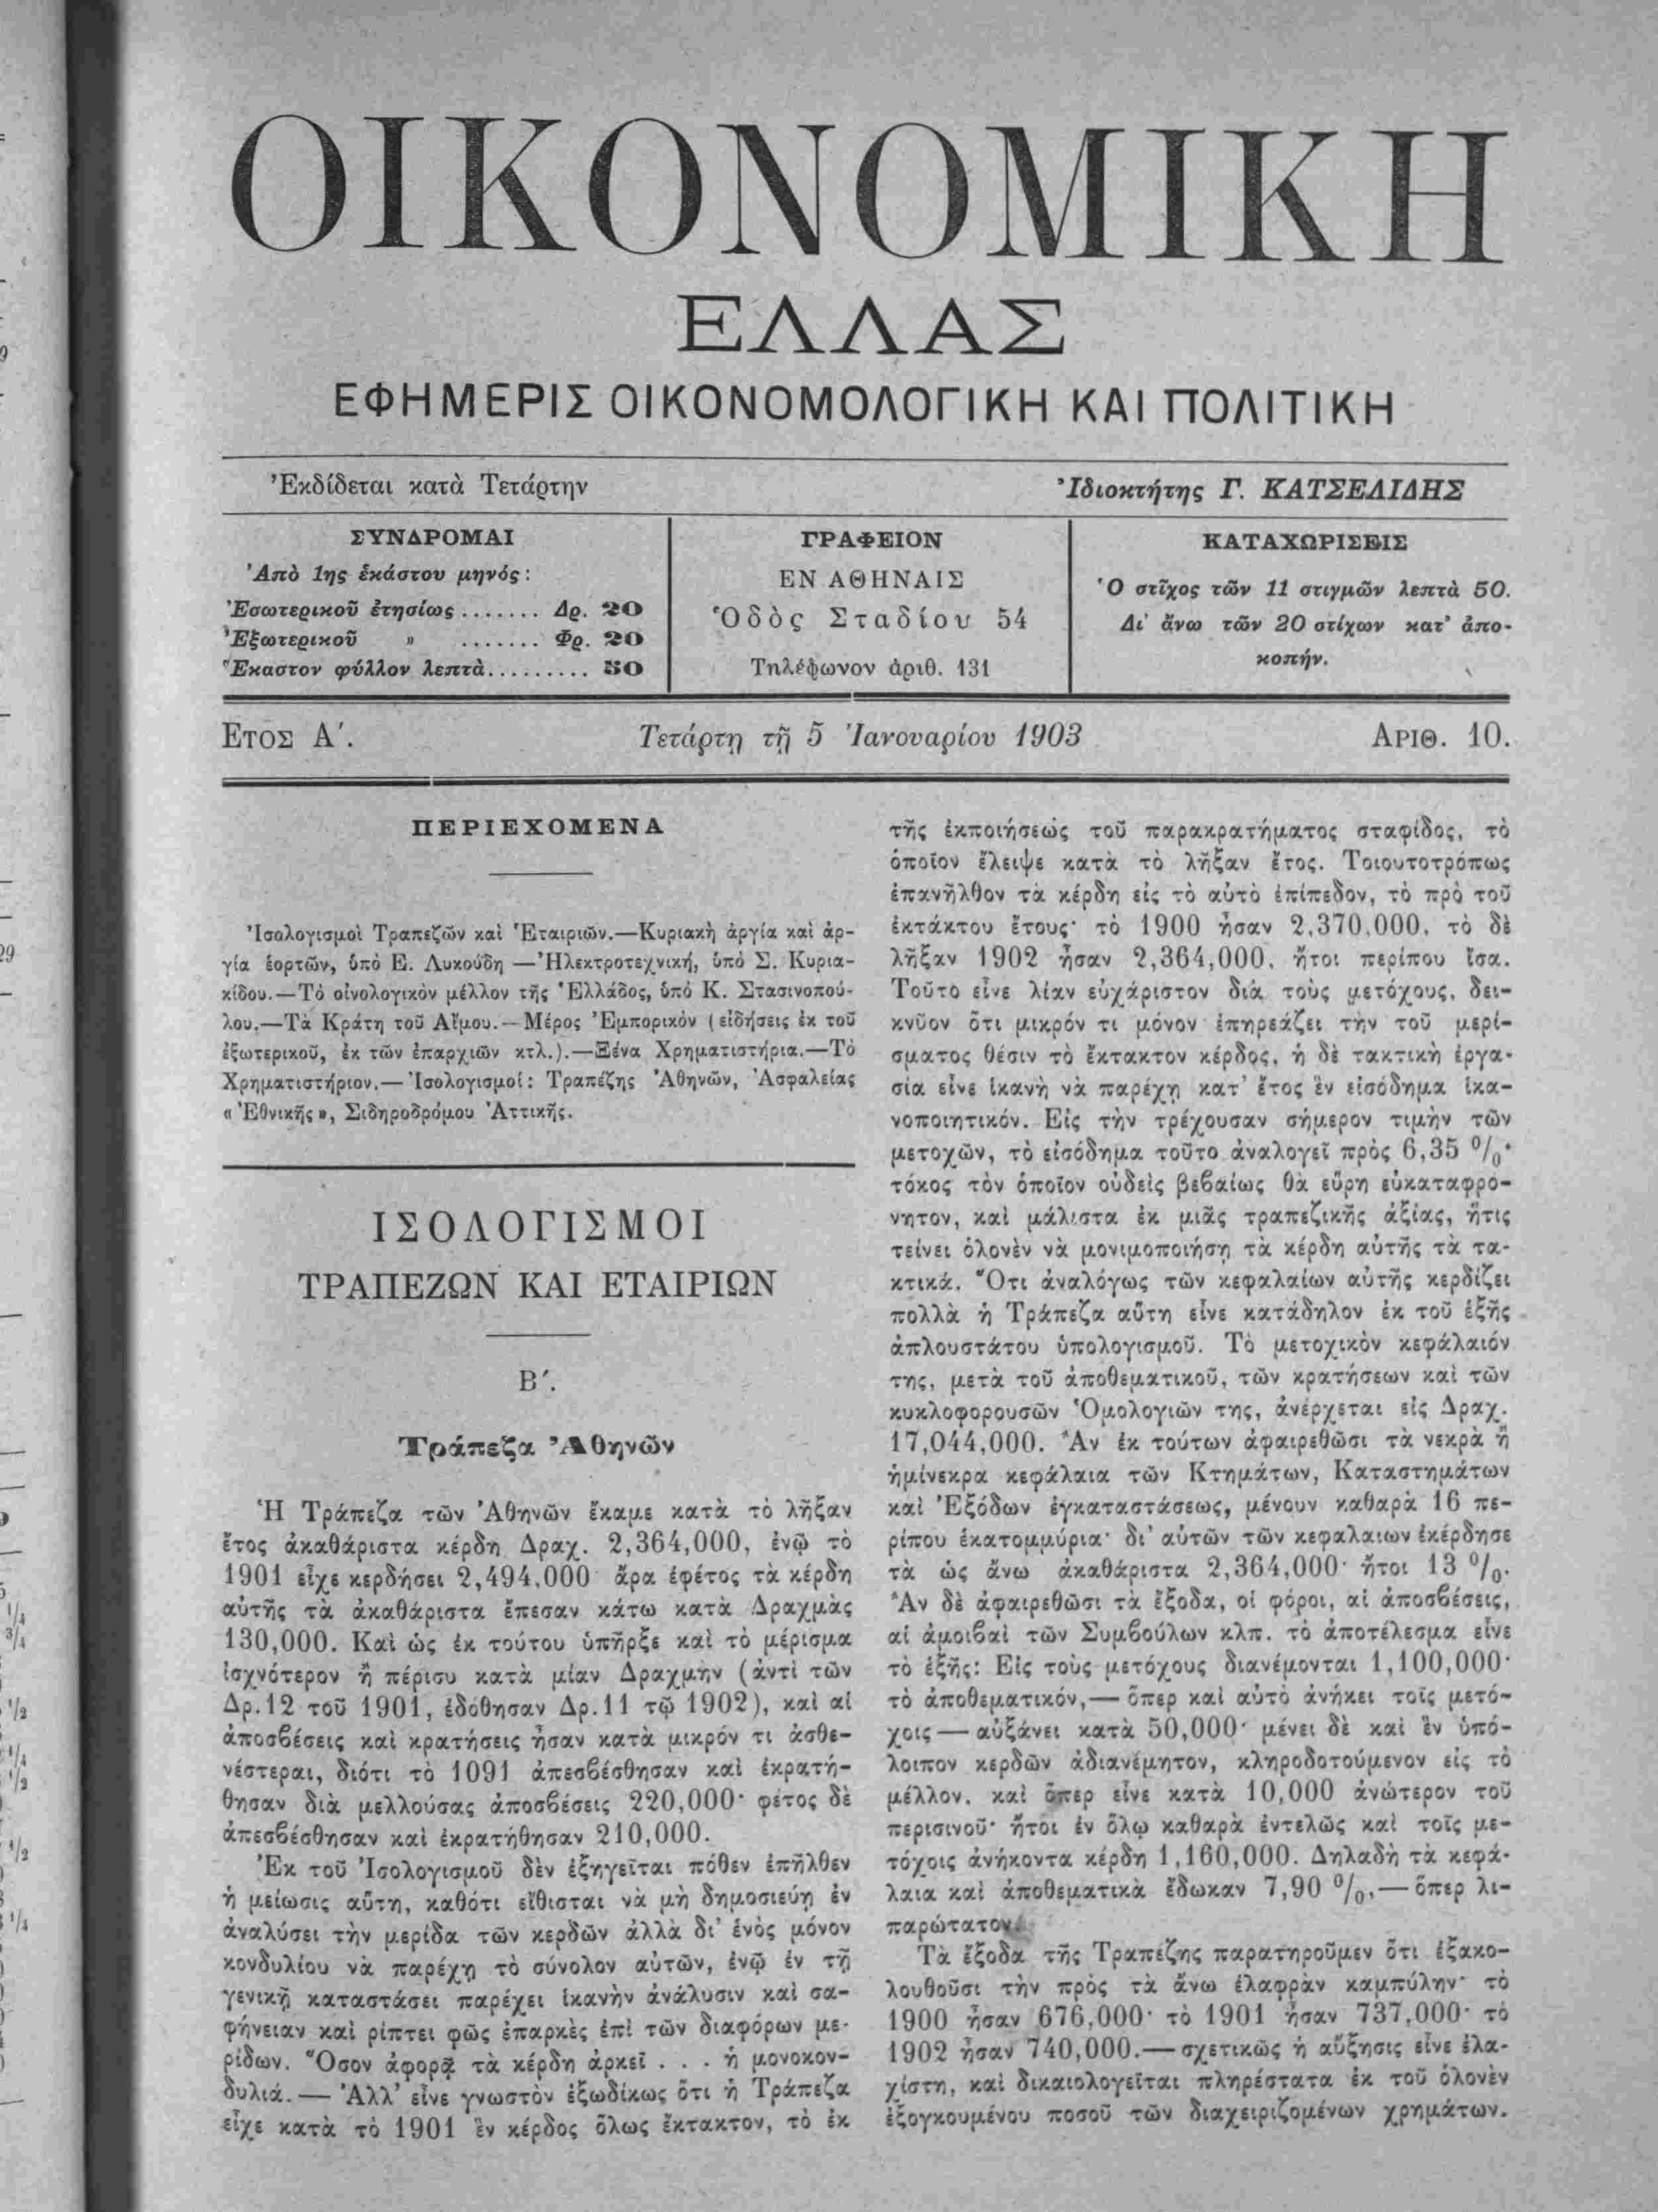 ΟΙΚΟΝΟΜΙΚΗ
ΕΛΛΑΣ
ΕΦΗΜΕΡΙΣ ΟΙΚΟΝΟΜΟΛΟΓΙΚΗ ΚΑΙ ΠΟΛΙΤΙΚΗ
Ἐκδίδεται κατὰ Τετάρτην
Ἰδιοκτήτης Γ. ΚΑΤΣΕΛΙΔΗΣ
ΣΥΝΔΡΟΜΑΙ
Ἀπὸ 1ης ἑκάστου μηνός:
Ἐσωτερικοῦ ἐτησίως ....... Δρ. 20
Ἐξωτερικοῦ » ....... Φρ. 20
Ἕκαστον φύλλον λεπτὰ.......... 50
ΓΡΑΦΕΙΟΝ
ΕΝ ΑΘΗΝΑΙΣ
Ὁδὸς Σταδίου 54
Τηλέφωνον ἀριθ. 131
ΚΑΤΑΧΩΡΙΣΕΙΣ
Ὁ στῖχος τῶν 11 στιγμῶν λεπτὰ 50.
Δι' ἄνω τῶν 20 στίχων κατ' ἀπο-
κοπήν.
ΕΤΟΣ Α΄.
Τετάρτῃ τῇ 5 Ἰανουαρίου 1903
ΑΡΙΘ. 10.
ΠΕΡΙΕΧΟΜΕΝΑ
Ἰσολογισμοὶ Τραπεζῶν καὶ Ἑταιριῶν.—Κυριακὴ ἀργία καὶ ἀρ-
γία ἑορτῶν, ὑπὸ Ε. Λυκούδη —Ἠλεκτροτεχνική, ὑπὸ Σ. Κυρια-
κίδου.—Τὸ οἰνολογικὸν μέλλον τῆς Ἑλλάδος, ὑπὸ Κ. Στασινοπού-
λου.—Τὰ Κράτη τοῦ Αἵμου.—Μέρος Ἐμπορικὸν (εἰδήσεις ἐκ τοῦ
ἐξωτερικοῦ, ἐκ τῶν ἐπαρχιῶν κτλ.).—Ξένα Χρηματιστήρια.—Τὸ
Χρηματιστήριον.—Ἰσολογισμοί: Τραπέζης Ἀθηνῶν, Ἀσφαλείας
«Ἐθνικῆς», Σιδηροδρόμου Ἀττικῆς.
ΙΣΟΛΟΓΙΣΜΟΙ
ΤΡΑΠΕΖΩΝ ΚΑΙ ΕΤΑΙΡΙΩΝ
Β΄.
Τράπεζα Ἀθηνῶν
Ἡ Τράπεζα τῶν Ἀθηνῶν ἔκαμε κατὰ τὸ λῆξαν
ἔτος ἀκαθάριστα κέρδη Δραχ. 2,364,000, ἐνῷ τὸ
1901 εἶχε κερδήσει 2,494,000· ἄρα ἐφέτος τὰ κέρδη
αὐτῆς τὰ ἀκαθάριστα ἔπεσαν κάτω κατὰ Δραχμὰς
130,000. Καὶ ὡς ἐκ τούτου ὑπῆρξε καὶ τὸ μέρισμα
ἰσχνότερον ἢ πέρισυ κατὰ μίαν Δραχμὴν (ἀντὶ τῶν
Δρ.12 τοῦ 1901, ἐδόθησαν Δρ.11 τῷ 1902), καὶ αἱ
ἀποσβέσεις καὶ κρατήσεις ἦσαν κατὰ μικρόν τι ἀσθε-
νέστεραι, διότι τὸ 1091 ἀπεσβέσθησαν καὶ ἐκρατή-
θησαν διὰ μελλούσας ἀποσβέσεις 220,000· φέτος δὲ
ἀπεσβέσθησαν καὶ ἐκρατήθησαν 210,000.
Ἐκ τοῦ Ἰσολογισμοῦ δὲν ἐξηγεῖται πόθεν ἐπῆλθεν
ἡ μείωσις αὕτη, καθότι εἴθισται νὰ μὴ δημοσιεύῃ ἐν
ἀναλύσει τὴν μερίδα τῶν κερδῶν ἀλλὰ δι' ἑνὸς μόνον
κονδυλίου νὰ παρέχῃ τὸ σύνολον αὐτῶν, ἐνῷ ἐν τῇ
γενικῇ καταστάσει παρέχει ἱκανὴν ἀνάλυσιν καὶ σα-
φήνειαν καὶ ρίπτει φῶς ἐπαρκὲς ἐπὶ τῶν διαφόρων με-
ρίδων. Ὅσον ἀφορᾷ τὰ κέρδη ἀρκεῖ . . . ἡ μονοκον-
δυλιά.— Ἀλλ' εἶνε γνωστὸν ἐξωδίκως ὅτι ἡ Τράπεζα
εἶχε κατὰ τὸ 1901 ἓν κέρδος ὅλως ἔκτακτον, τὸ ἐκ
τῆς ἐκποιήσεως τοῦ παρακρατήματος σταφίδος, τὸ
ὁποῖον ἔλειψε κατὰ τὸ λῆξαν ἔτος. Τοιουτοτρόπως
ἐπανῆλθον τὰ κέρδη εἰς τὸ αὐτὸ ἐπίπεδον, τὸ πρὸ τοῦ
ἐκτάκτου ἔτους· τὸ 1900 ἦσαν 2,370,000, τὸ δὲ
λῆξαν 1902 ἦσαν 2,364,000, ἤτοι περίπου ἴσα.
Τοῦτο εἶνε λίαν εὐχάριστον διὰ τοὺς μετόχους, δει-
κνῦον ὅτι μικρόν τι μόνον ἐπηρεάζει τὴν τοῦ μερί-
σματος θέσιν τὸ ἔκτακτον κέρδος, ἡ δὲ τακτικὴ ἐργα-
σία εἶνε ἱκανὴ νὰ παρέχῃ κατ' ἔτος ἓν εἰσόδημα ἱκα-
νοποιητικόν. Εἰς τὴν τρέχουσαν σήμερον τιμὴν τῶν
μετοχῶν, τὸ εἰσόδημα τοῦτο ἀναλογεῖ πρὸς 6,35 %·
τόκος τὸν ὁποῖον οὐδεὶς βεβαίως θὰ εὕρῃ εὐκαταφρό-
νητον, καὶ μάλιστα ἐκ μιᾶς τραπεζικῆς ἀξίας, ἥτις
τείνει ὁλονὲν νὰ μονιμοποιήσῃ τὰ κέρδη αὐτῆς τὰ τα-
κτικά. Ὅτι ἀναλόγως τῶν κεφαλαίων αὐτῆς κερδίζει
πολλὰ ἡ Τράπεζα αὕτη εἶνε κατάδηλον ἐκ τοῦ ἑξῆς
ἁπλουστάτου ὑπολογισμοῦ. Τὸ μετοχικὸν κεφάλαιόν
της, μετὰ τοῦ ἀποθεματικοῦ, τῶν κρατήσεων καὶ τῶν
κυκλοφορουσῶν Ὁμολογιῶν της, ἀνέρχεται εἰς Δραχ.
17,044,000. Ἂν ἐκ τούτων ἀφαιρεθῶσι τὰ νεκρὰ ἢ
ἡμίνεκρα κεφάλαια τῶν Κτημάτων, Καταστημάτων
καὶ Ἐξόδων ἐγκαταστάσεως, μένουν καθαρὰ 16 πε-
ρίπου ἑκατομμύρια· δι' αὐτῶν τῶν κεφαλαίων ἐκέρδησε
τὰ ὡς ἄνω ἀκαθάριστα 2,364,000· ἤτοι 13 %.
Ἂν δὲ ἀφαιρεθῶσι τὰ ἔξοδα, οἱ φόροι, αἱ ἀποσβέσεις,
αἱ ἀμοιβαὶ τῶν Συμβούλων κλπ. τὸ ἀποτέλεσμα εἶνε
τὸ ἑξῆς: Εἰς τοὺς μετόχους διανέμονται 1,100,000·
τὸ ἀποθεματικόν,— ὅπερ καὶ αὐτὸ ἀνήκει τοῖς μετό-
χοις — αὐξάνει κατὰ 50,000· μένει δὲ καὶ ἓν ὑπό-
λοιπον κερδῶν ἀδιανέμητον, κληροδοτούμενον εἰς τὸ
μέλλον, καὶ ὅπερ εἶνε κατὰ 10,000 ἀνώτερον τοῦ
περισινοῦ· ἤτοι ἐν ὅλῳ καθαρὰ ἐντελῶς καὶ τοῖς με-
τόχοις ἀνήκοντα κέρδη 1,160,000. Δηλαδὴ τὰ κεφά-
λαια καὶ ἀποθεματικὰ ἔδωκαν 7,90 %,— ὅπερ λι-
παρώτατον.
Τὰ ἔξοδα τῆς Τραπέζης παρατηροῦμεν ὅτι ἐξακο-
λουθοῦσι τὴν πρὸς τὰ ἄνω ἐλαφρὰν καμπύλην· τὸ
1900 ἦσαν 676,000· τὸ 1901 ἦσαν 737,000· τὸ
1902 ἦσαν 740,000.— σχετικῶς ἡ αὔξησις εἶνε ἐλα-
χίστη, καὶ δικαιολογεῖται πληρέστατα ἐκ τοῦ ὁλονὲν
ἐξογκουμένου ποσοῦ τῶν διαχειριζομένων χρημάτων.